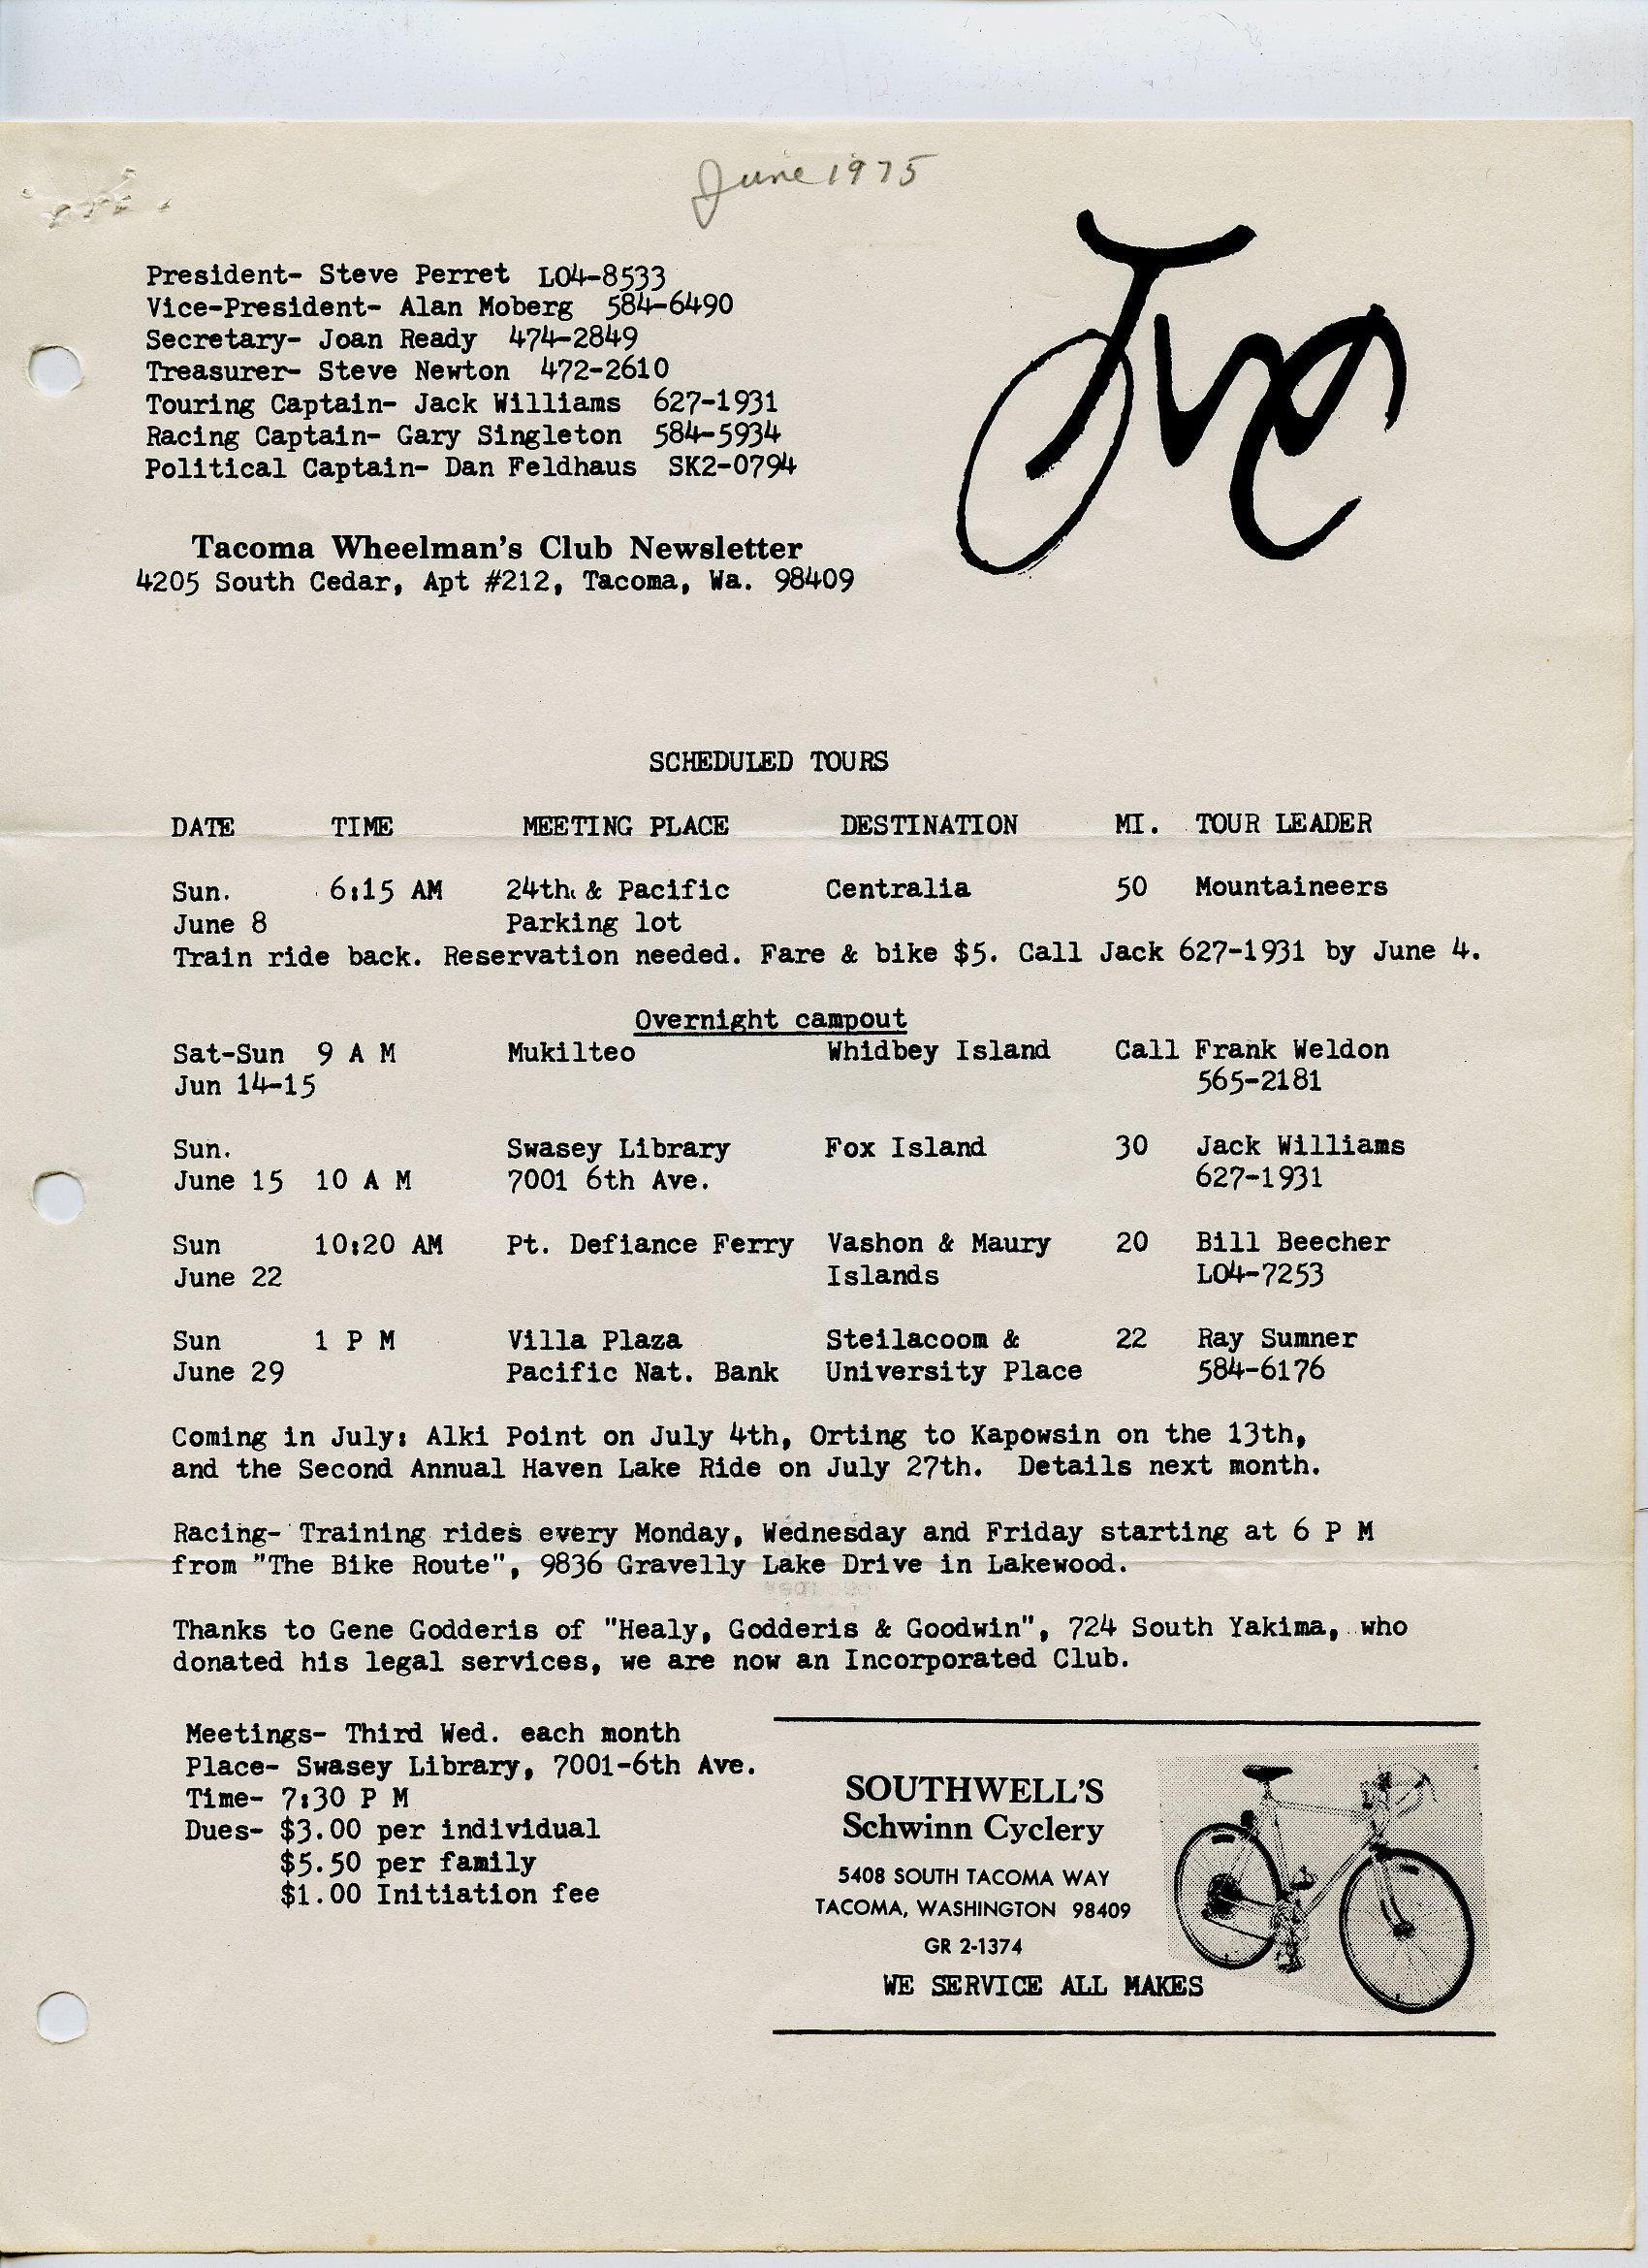 June 1975
President- Steve Perret LO4-8533
Vice-President- Alan Moberg 584-6490
Secretary- Joan Ready 474-2849
Treasurer- Steve Newton 472-2610
Touring Captain- Jack Williams 627-1931
Racing Captain- Gary Singleton 584-5934
Political Captain- Dan Feldhaus SK2-0794
TWC
Tacoma Wheelman's Club Newsletter
4205 South Cedar, Apt #212, Tacoma, Wa. 98409
SCHEDULED TOURS
DATE TIME MEETING PLACE DESTINATION MI. TOUR LEADER
Sun. 6:15 AM 24th & Pacific Centralia 50 Mountaineers
June 8 Parking lot
Train ride back. Reservation needed. Fare & bike $5. Call Jack 627-1931 by June 4.
Overnight campout
Sat-Sun 9 A M Mukilteo Whidbey Island Call Frank Weldon
Jun 14-15 565-2181
Sun. Swasey Library Fox Island 30 Jack Williams
June 15 10 A M 7001 6th Ave. 627-1931
Sun 10:20 AM Pt. Defiance Ferry Vashon & Maury 20 Bill Beecher
June 22 Islands LO4-7253
Sun 1 P M Villa Plaza Steilacoom & 22 Ray Sumner
June 29 Pacific Nat. Bank University Place 584-6176
Coming in July: Alki Point on July 4th, Orting to Kapowsin on the 13th,
and the Second Annual Haven Lake Ride on July 27th. Details next month.
Racing- Training rides every Monday, Wednesday and Friday starting at 6 P M
from "The Bike Route", 9836 Gravelly Lake Drive in Lakewood.
Thanks to Gene Godderis of "Healy, Godderis & Goodwin", 724 South Yakima, who
donated his legal services, we are now an Incorporated Club.
Meetings- Third Wed. each month
Place- Swasey Library, 7001-6th Ave.
Time- 7:30 P M
Dues- $3.00 per individual
$5.50 per family
$1.00 Initiation fee
SOUTHWELL'S
Schwinn Cyclery
5408 SOUTH TACOMA WAY
TACOMA, WASHINGTON 98409
GR 2-1374
WE SERVICE ALL MAKES